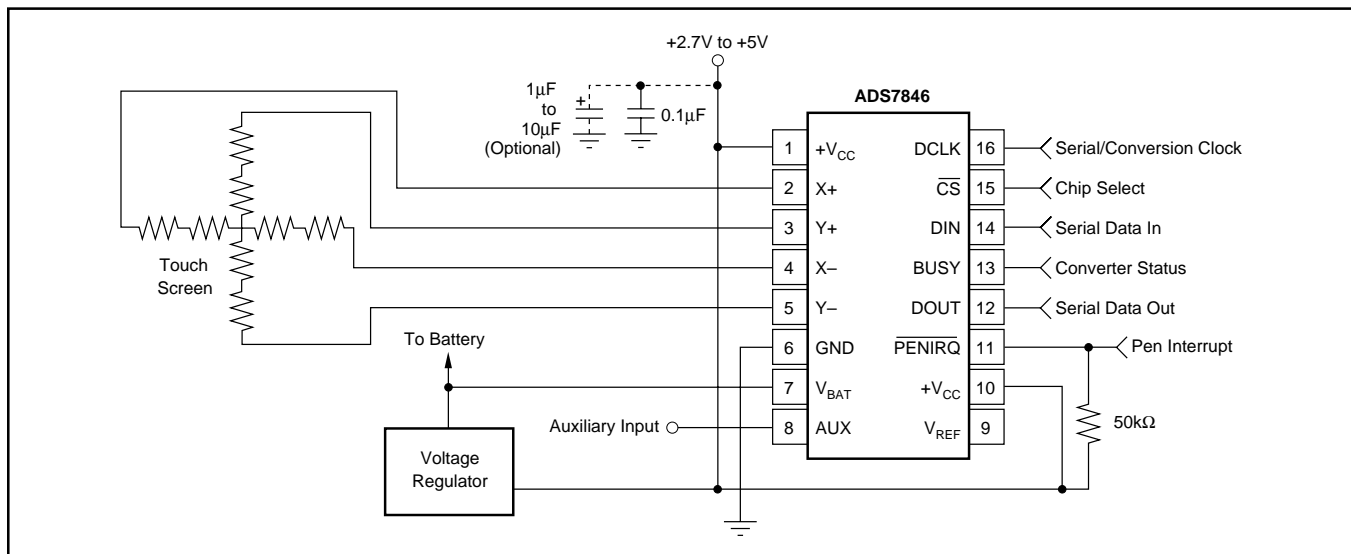 +2.7V to +5V
1µF
to
10µF
(Optional)
+
0.1µF
ADS7846
1 +VCC DCLK 16 Serial/Conversion Clock
2 X+ CS 15 Chip Select
3 Y+ DIN 14 Serial Data In
4 X– BUSY 13 Converter Status
5 Y– DOUT 12 Serial Data Out
6 GND PENIRQ 11 Pen Interrupt
7 VBAT +VCC 10
8 AUX VREF 9
Touch
Screen
To Battery
Auxiliary Input
Voltage
Regulator
50kΩ